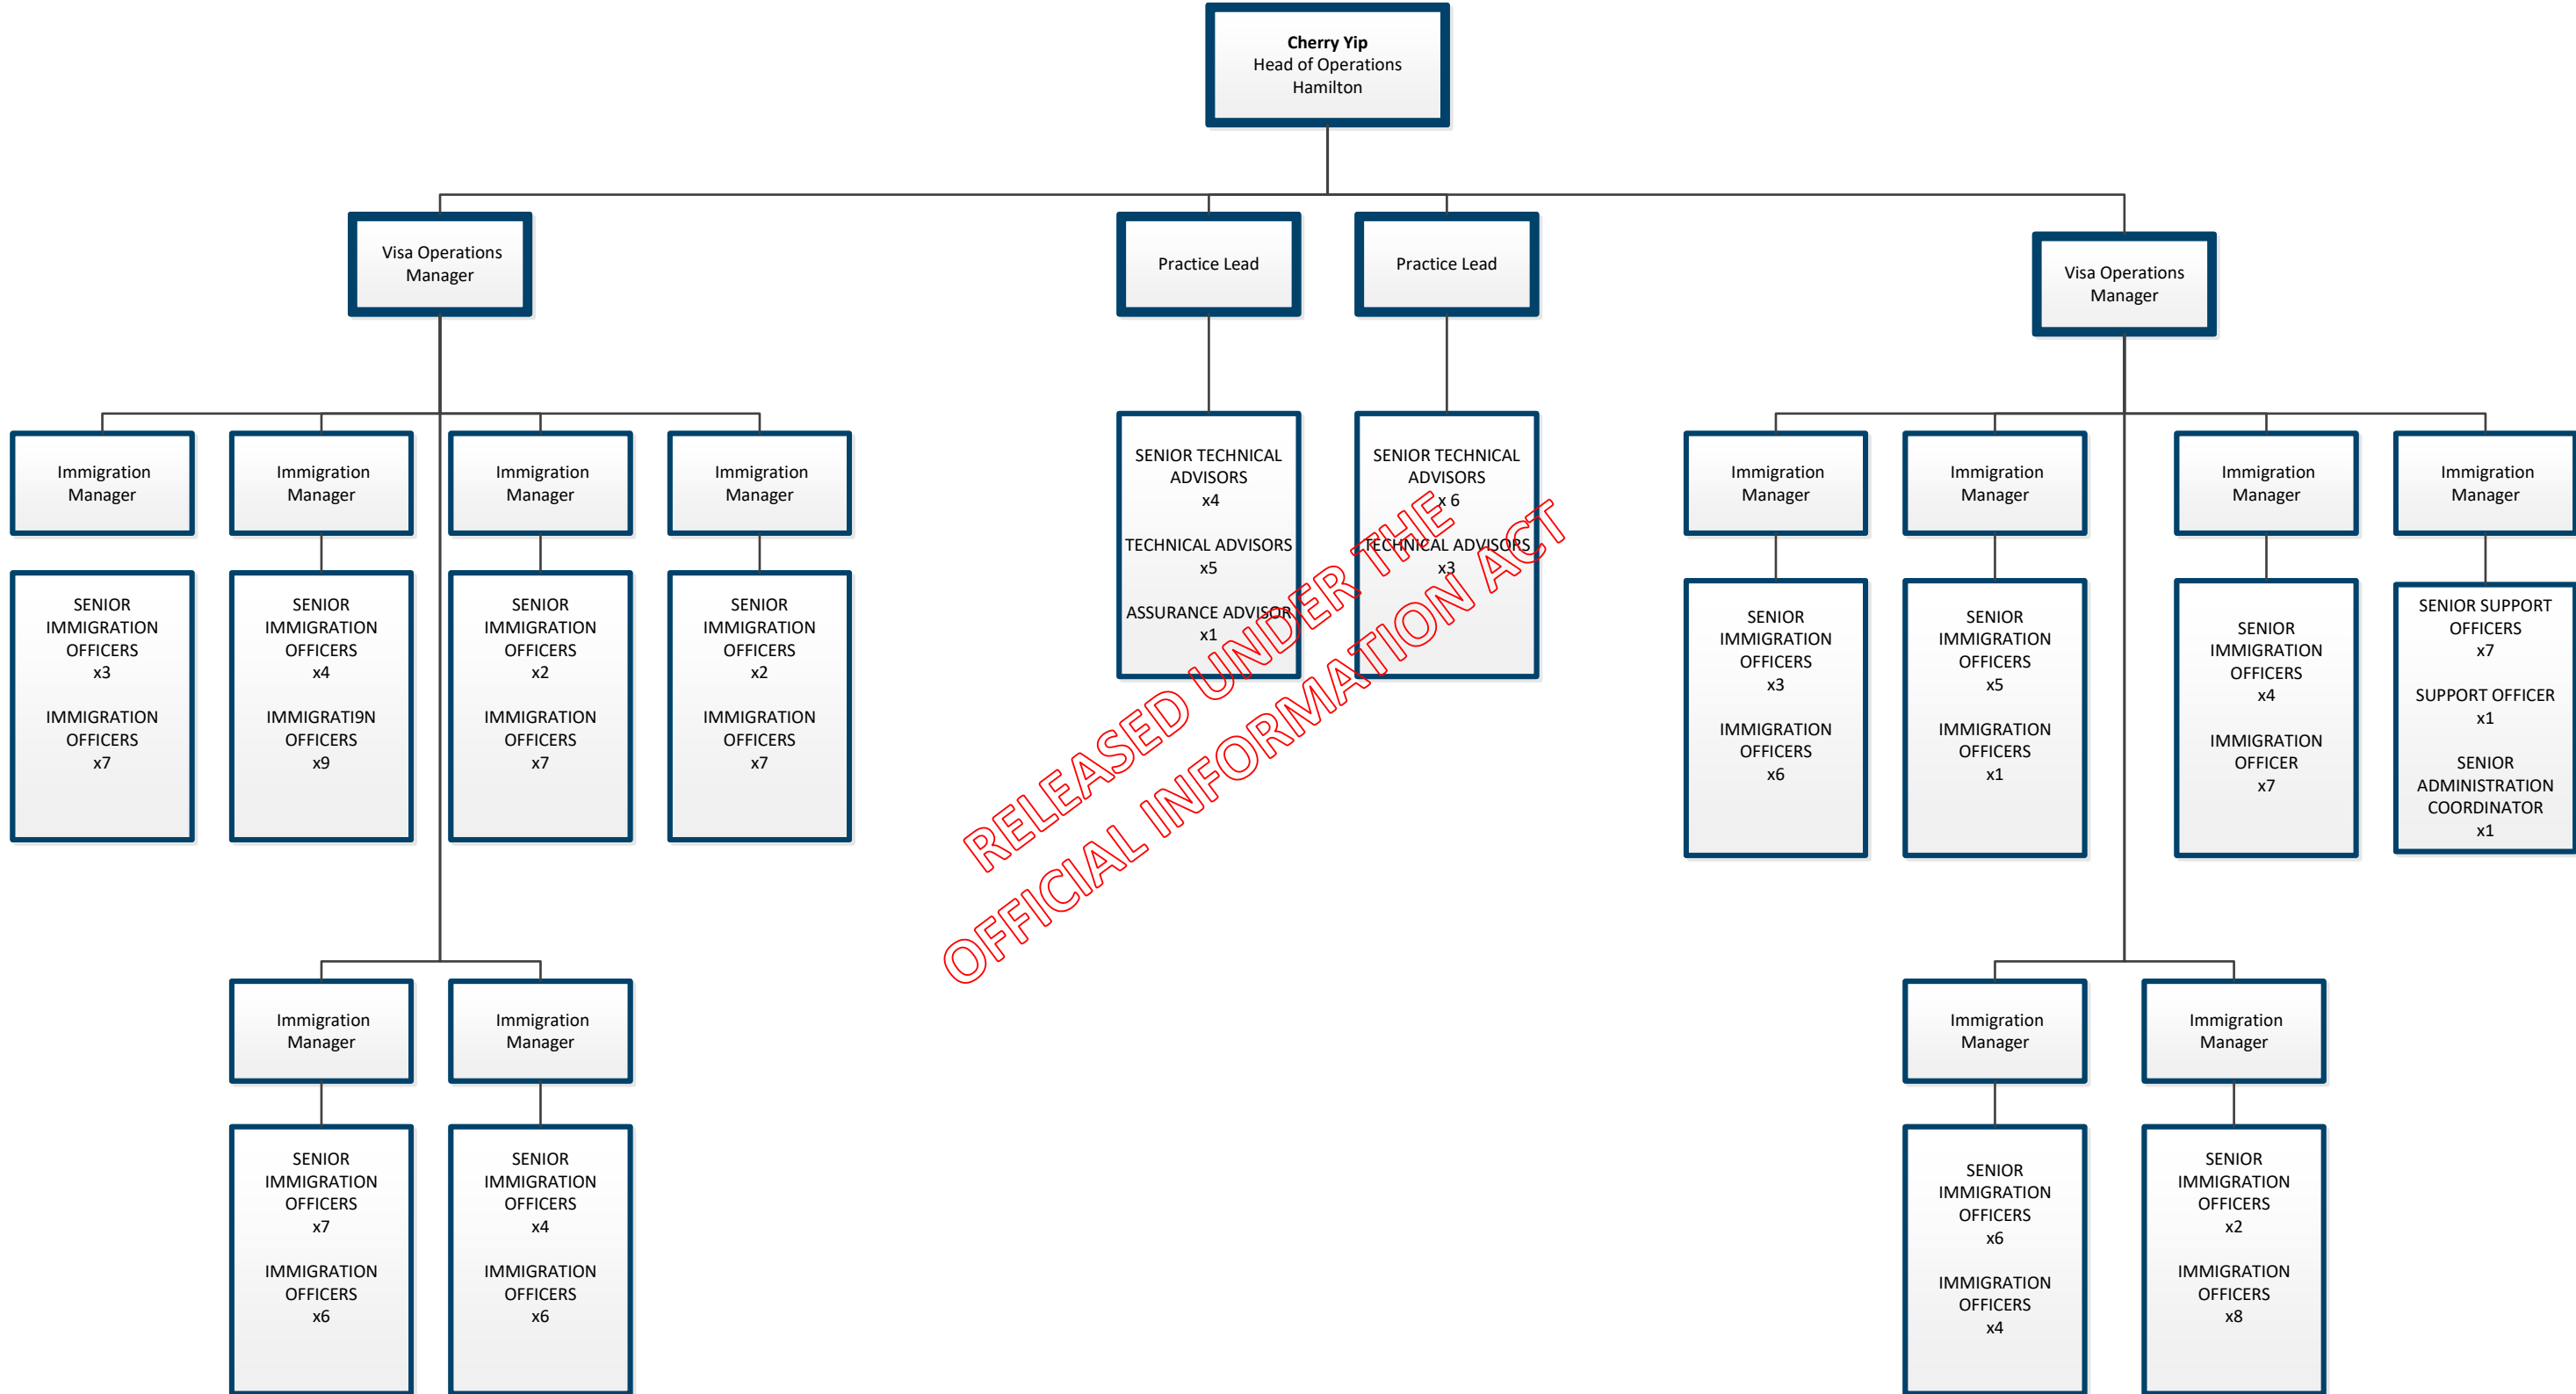 Cherry Yip
Head of Operations
Hamilton
Visa Operations
Manager
Practice Lead
Practice Lead
Visa Operations
Manager
Immigration
Manager
Immigration
Manager
Immigration
Manager
Immigration
Manager
SENIOR
IMMIGRATION
OFFICERS
x3
IMMIGRATION
OFFICERS
x7
SENIOR
IMMIGRATION
OFFICERS
x4
IMMIGRATI9N
OFFICERS
x9
SENIOR
IMMIGRATION
OFFICERS
x2
IMMIGRATION
OFFICERS
x7
SENIOR
IMMIGRATION
OFFICERS
x2
IMMIGRATION
OFFICERS
x7
SENIOR TECHNICAL
ADVISORS
x4
TECHNICAL ADVISORS
x5
ASSURANCE ADVISOR
x1
SENIOR TECHNICAL
ADVISORS
x 6
TECHNICAL ADVISORS
x3
Immigration
Manager
Immigration
Manager
Immigration
Manager
Immigration
Manager
SENIOR
IMMIGRATION
OFFICERS
x3
IMMIGRATION
OFFICERS
x6
SENIOR
IMMIGRATION
OFFICERS
x5
IMMIGRATION
OFFICERS
x1
SENIOR
IMMIGRATION
OFFICERS
x4
IMMIGRATION
OFFICER
x7
SENIOR SUPPORT
OFFICERS
x7
SUPPORT OFFICER
x1
SENIOR
ADMINISTRATION
COORDINATOR
x1
RELEASED UNDER THE
OFFICIAL INFORMATION ACT
Immigration
Manager
Immigration
Manager
SENIOR
IMMIGRATION
OFFICERS
x7
IMMIGRATION
OFFICERS
x6
SENIOR
IMMIGRATION
OFFICERS
x4
IMMIGRATION
OFFICERS
x6
Immigration
Manager
Immigration
Manager
SENIOR
IMMIGRATION
OFFICERS
x6
IMMIGRATION
OFFICERS
x4
SENIOR
IMMIGRATION
OFFICERS
x2
IMMIGRATION
OFFICERS
x8